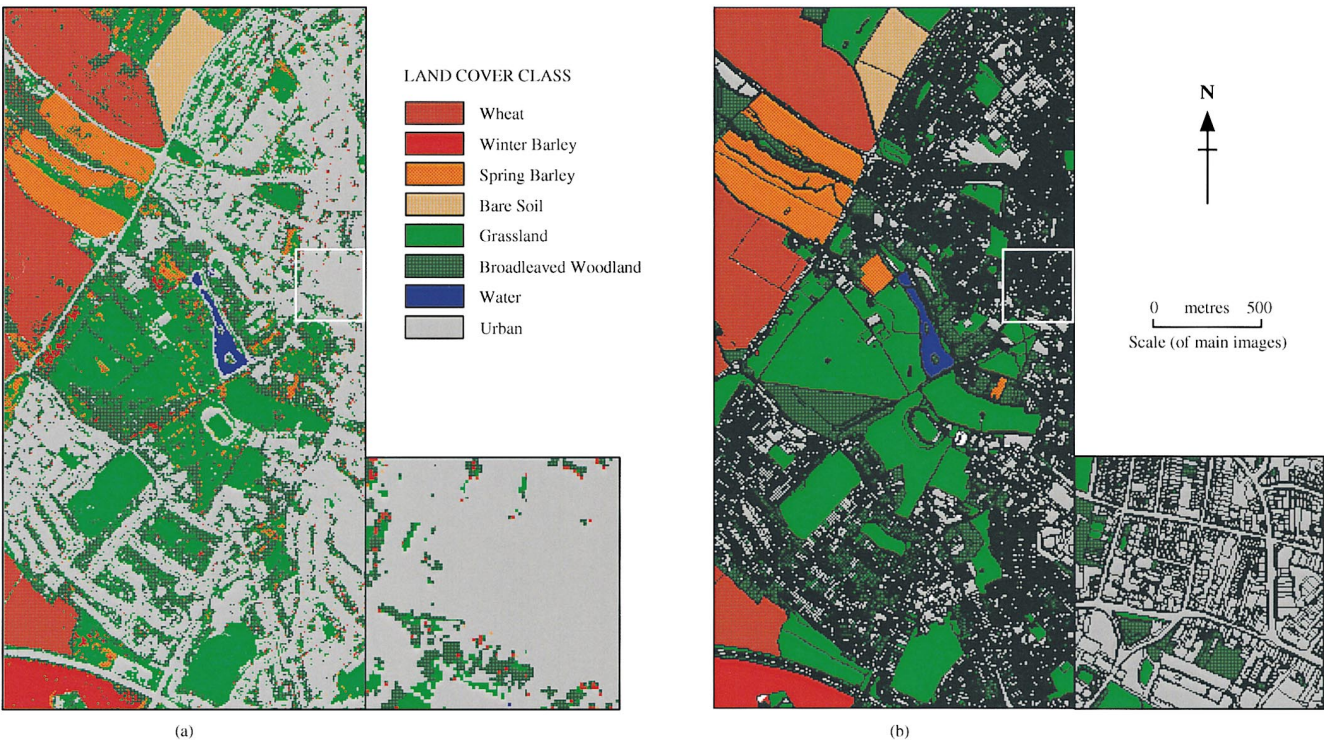 LAND COVER CLASS
Wheat
Winter Barley
Spring Barley
Bare Soil
Grassland
Broadleaved Woodland
Water
Urban
N
0 metres 500
Scale (of main images)
(a)
(b)